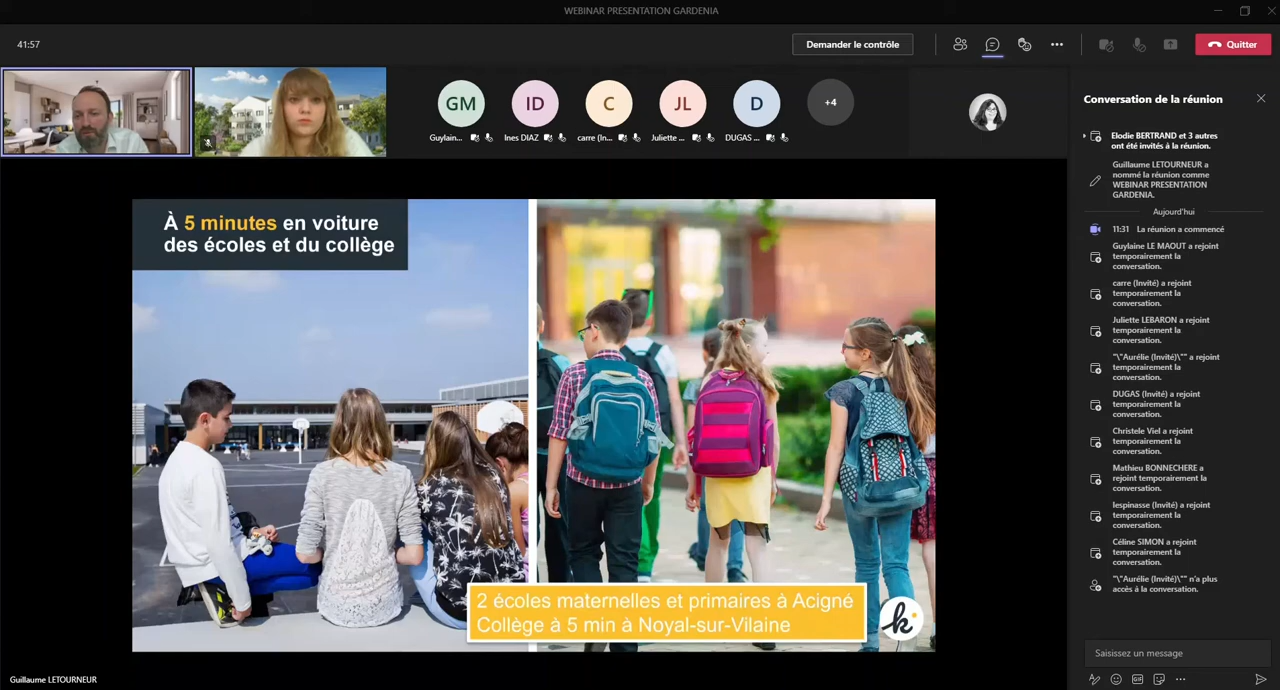 WEBINAR PRESENTATION GARDENIA
41:57
Demander le contrôle
Quitter
GM
ID
C
JL
D
+4
Guylain...
Ines DIAZ
carre (In...
Juliette ...
DUGAS ...
À 5 minutes en voiture
des écoles et du collège
2 écoles maternelles et primaires à Acigné
Collège à 5 min à Noyal-sur-Vilaine
k
Guillaume LETOURNEUR
Conversation de la réunion
Elodie BERTRAND et 3 autres
ont été invités à la réunion.
Guillaume LETOURNEUR a
nommé la réunion comme
WEBINAR PRESENTATION
GARDENIA.
Aujourd'hui
11:31 La réunion a commencé
Guylaine LE MAOUT a rejoint
temporairement la
conversation.
carre (Invité) a rejoint
temporairement la
conversation.
Juliette LEBARON a rejoint
temporairement la
conversation.
"\"Aurélie (Invité)\"" a rejoint
temporairement la
conversation.
DUGAS (Invité) a rejoint
temporairement la
conversation.
Christele Viel a rejoint
temporairement la
conversation.
Mathieu BONNECHERE a
rejoint temporairement la
conversation.
lespinasse (Invité) a rejoint
temporairement la
conversation.
Céline SIMON a rejoint
temporairement la
conversation.
"\"Aurélie (Invité)\"" n'a plus
accès à la conversation.
Saisissez un message
GIF